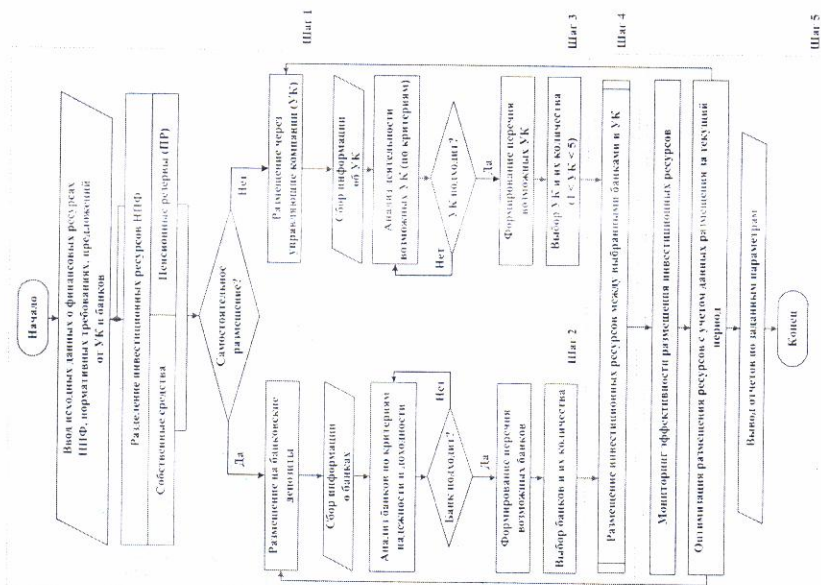 Начало
Ввод исходных данных о финансовых ресурсах
НПФ, нормативных требованиях, предложений
от УК и банков
Разделение инвестиционных ресурсов НПФ
Собственные средства
Пенсионные резервы (ПР)
Самостоятельное
размещение?
Да
Нет
Шаг 1
Размещение на банковские
депозиты
Сбор информации
о банках
Анализ банков по критериям
надежности и доходности
Банк подходит?
Нет
Да
Формирование перечня
возможных банков
Выбор банков и их количества
Шаг 2
Размещение через
управляющие компании (УК)
Сбор информации
об УК
Анализ деятельности
возможных УК (по критериям)
УК подходит?
Нет
Да
Формирование перечня
возможных УК
Выбор УК и их количества
(1 < УК < 5)
Шаг 3
Размещение инвестиционных ресурсов между выбранными банками и УК
Шаг 4
Мониторинг эффективности размещения инвестиционных ресурсов
Оптимизация размещения ресурсов с учетом данных размещения за текущий
период
Вывод отчетов по заданным параметрам
Конец
Шаг 5